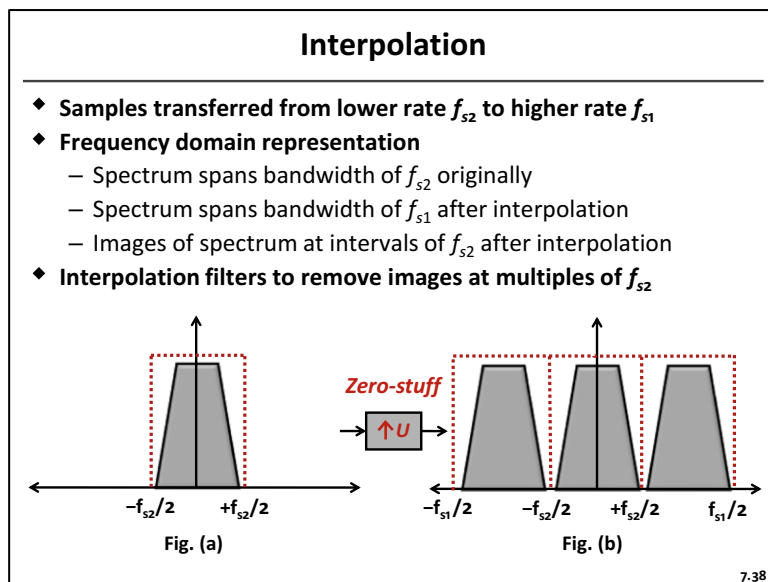 Interpolation
◆ Samples transferred from lower rate fs2 to higher rate fs1
◆ Frequency domain representation
– Spectrum spans bandwidth of fs2 originally
– Spectrum spans bandwidth of fs1 after interpolation
– Images of spectrum at intervals of fs2 after interpolation
◆ Interpolation filters to remove images at multiples of fs2
Zero-stuff
↑U
−fs2/2 +fs2/2
−fs1/2 −fs2/2 +fs2/2 fs1/2
Fig. (a)
Fig. (b)
7.38